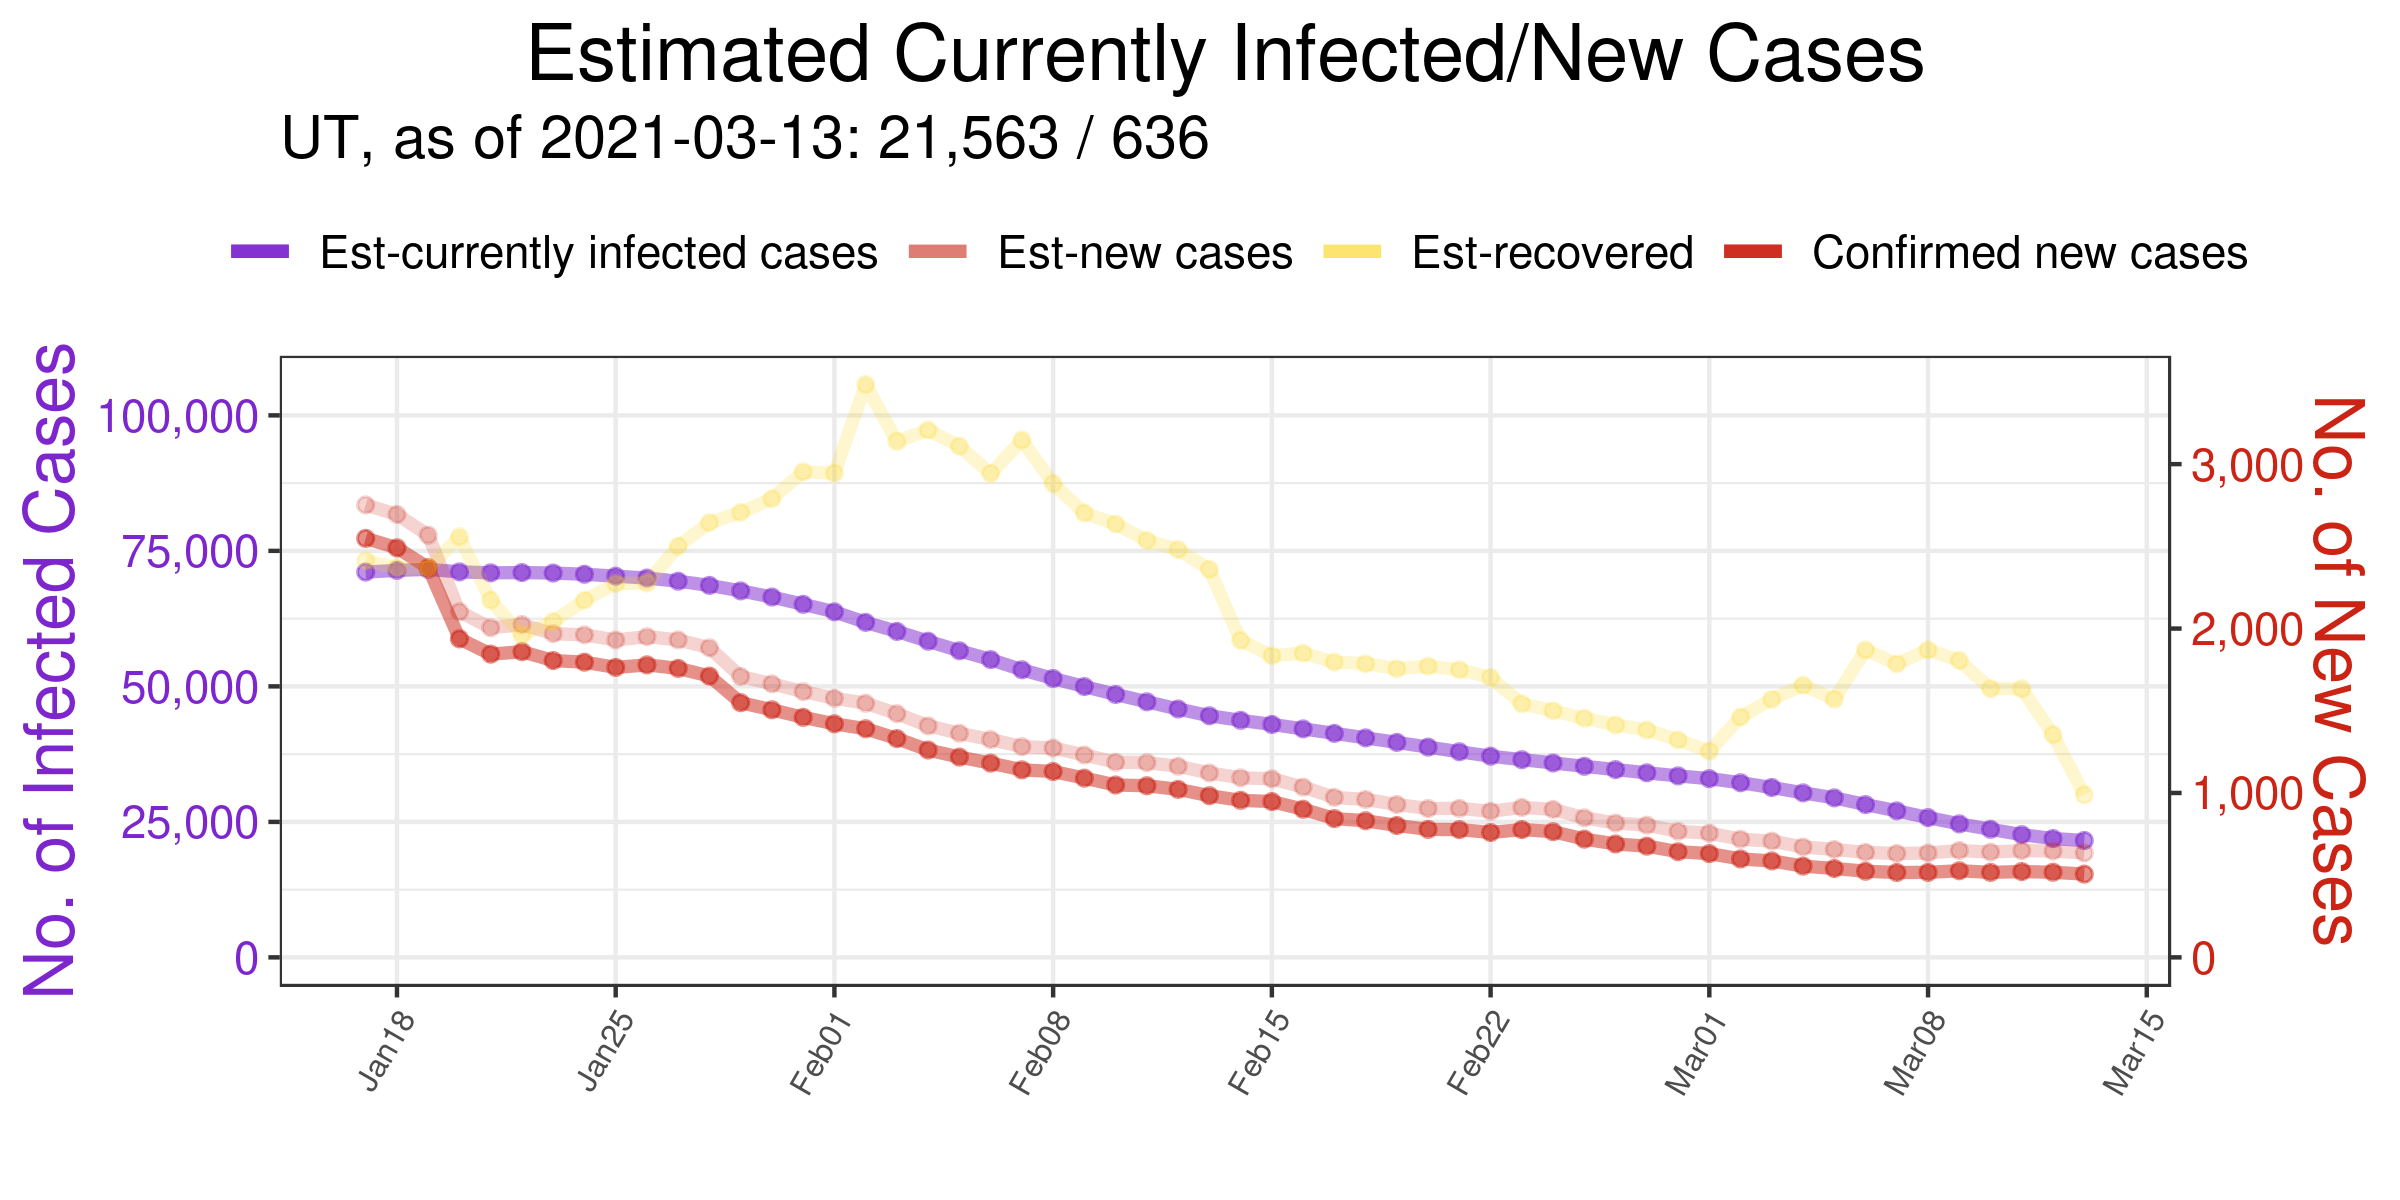 Estimated Currently Infected/New Cases
UT, as of 2021-03-13: 21,563 / 636
Est-currently infected cases Est-new cases Est-recovered Confirmed new cases
No. of Infected Cases
100,000
75,000
50,000
25,000
0
3,000
2,000
1,000
0
No. of New Cases
Jan18 Jan25 Feb01 Feb08 Feb15 Feb22 Mar01 Mar08 Mar15